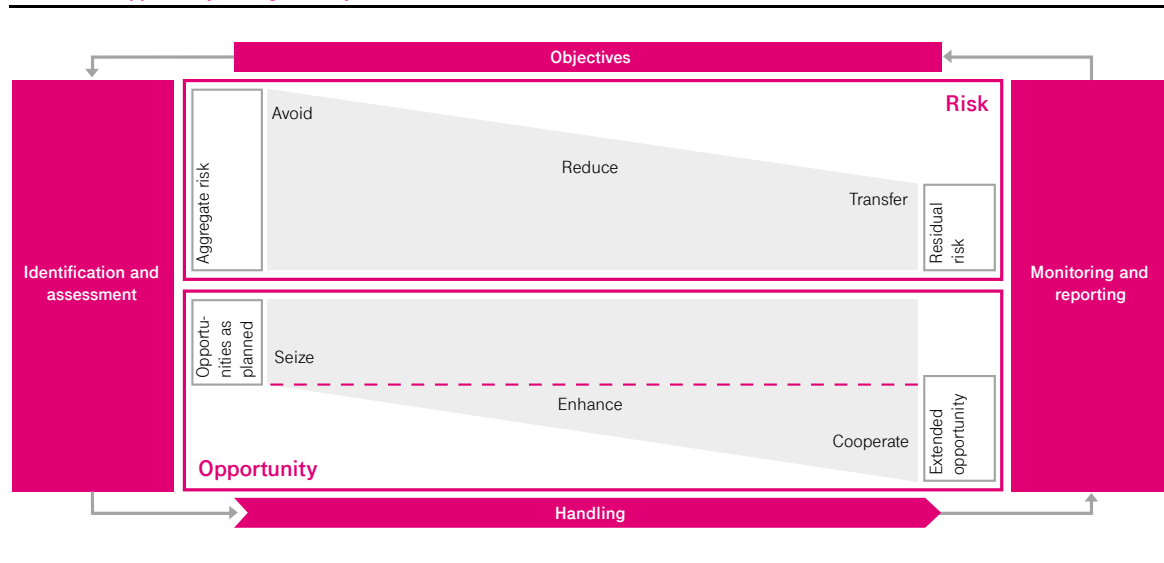 Objectives
Risk
Avoid
Reduce
Transfer
Aggregate risk
Residual
risk
Identification and
assessment
Monitoring and
reporting
Opportu-
nities as
planned
Seize
Enhance
Cooperate
Extended
opportunity
Opportunity
Handling